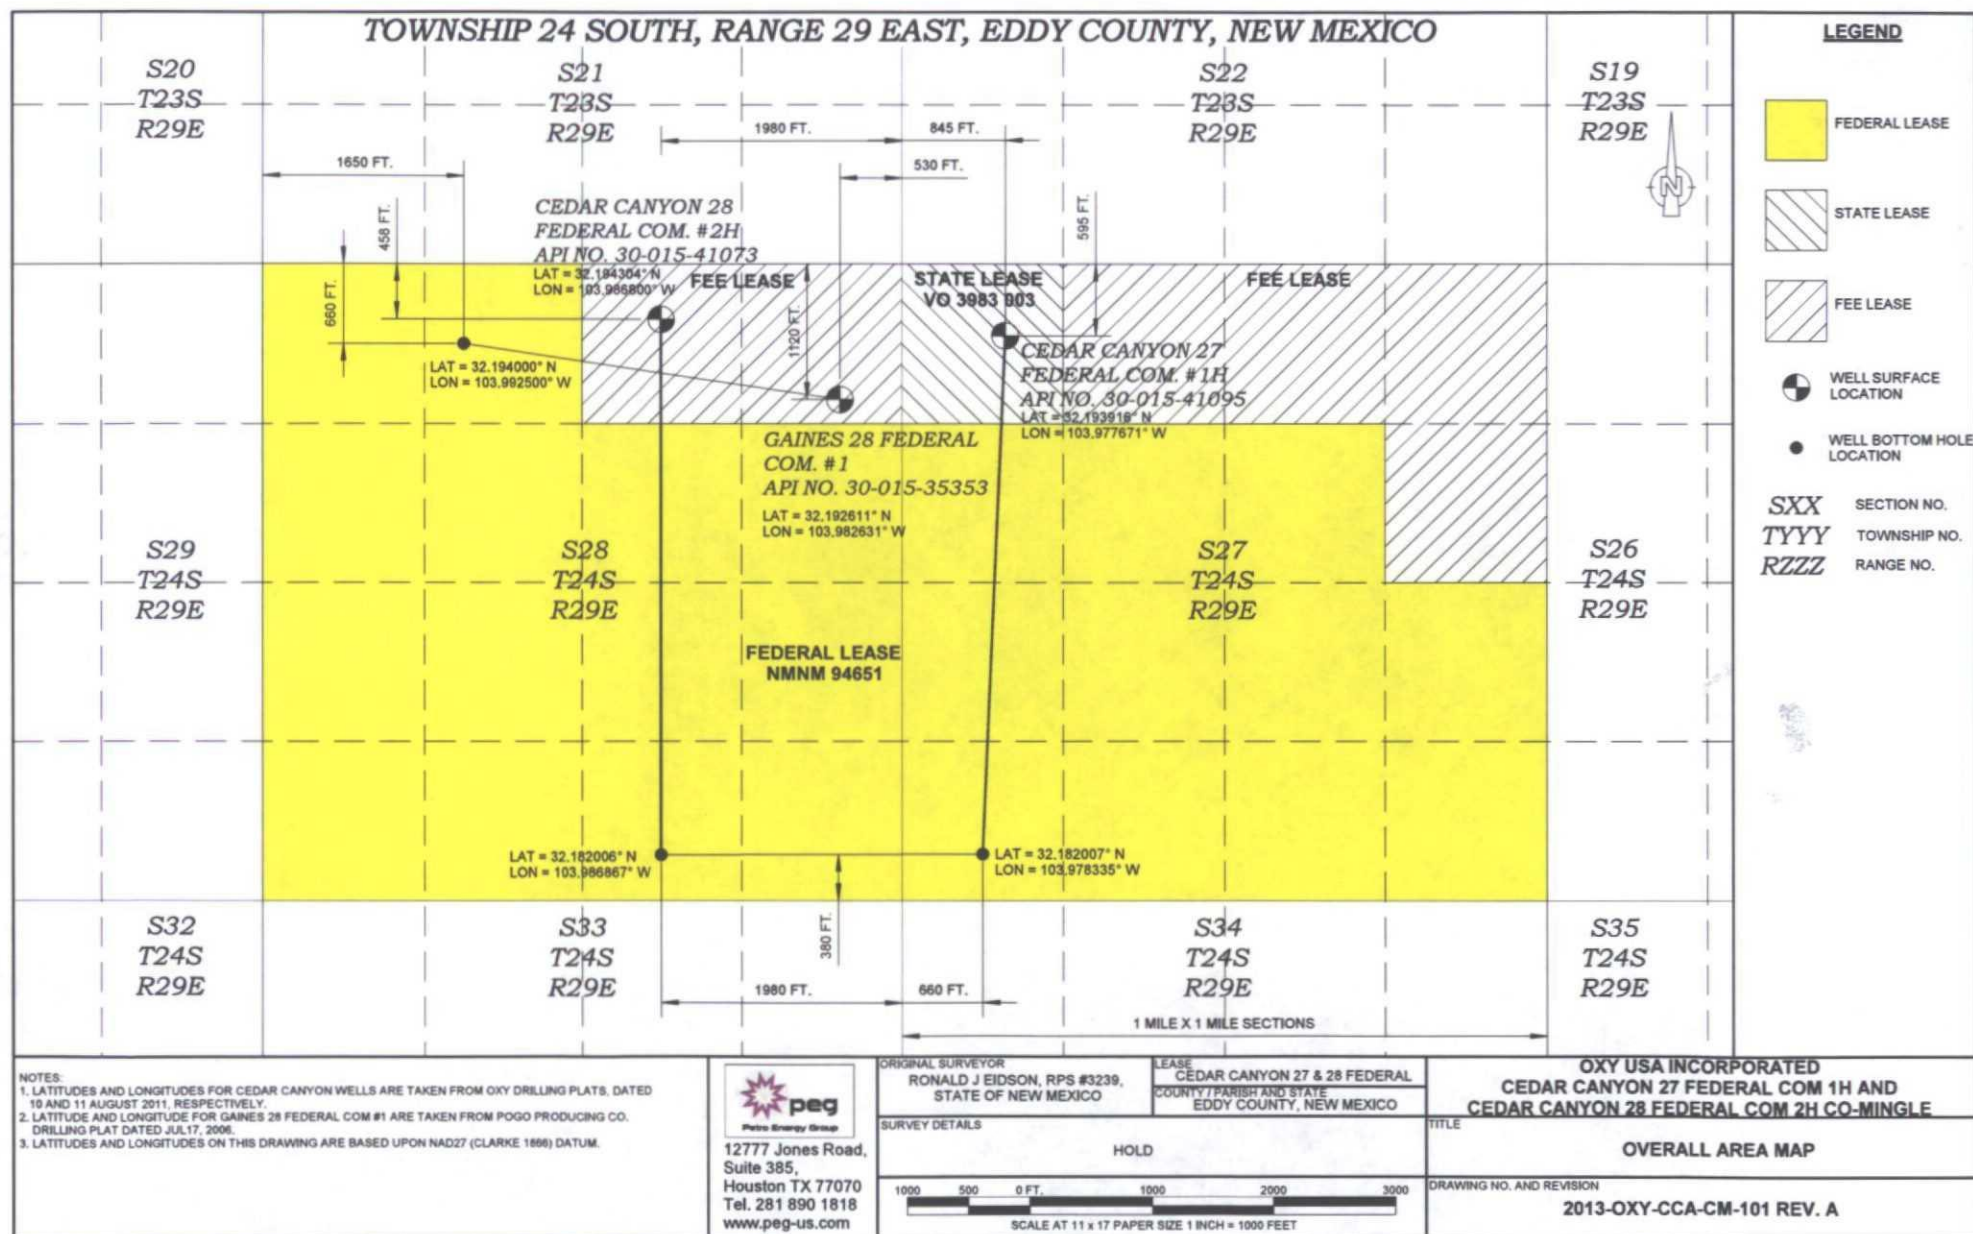 TOWNSHIP 24 SOUTH, RANGE 29 EAST, EDDY COUNTY, NEW MEXICO
S20
T23S
R29E
S21
T23S
R29E
S22
T23S
R29E
S19
T23S
R29E
1980 FT.
845 FT.
1650 FT.
530 FT.
458 FT.
595 FT.
660 FT.
1120 FT.
CEDAR CANYON 28
FEDERAL COM. #2H
API NO. 30-015-41073
LAT = 32.194304° N
LON = 103.986800° W
FEE LEASE
STATE LEASE
VO 3983 003
FEE LEASE
LAT = 32.194000° N
LON = 103.992500° W
CEDAR CANYON 27
FEDERAL COM. #1H
API NO. 30-015-41095
LAT = 32.193916° N
LON = 103.977671° W
GAINES 28 FEDERAL
COM. #1
API NO. 30-015-35353
LAT = 32.192611° N
LON = 103.982631° W
S29
T24S
R29E
S28
T24S
R29E
S27
T24S
R29E
S26
T24S
R29E
FEDERAL LEASE
NMNM 94651
LAT = 32.182006° N
LON = 103.986867° W
LAT = 32.182007° N
LON = 103.978335° W
380 FT.
S32
T24S
R29E
S33
T24S
R29E
S34
T24S
R29E
S35
T24S
R29E
1980 FT.
660 FT.
1 MILE X 1 MILE SECTIONS
LEGEND
FEDERAL LEASE
STATE LEASE
FEE LEASE
WELL SURFACE
LOCATION
WELL BOTTOM HOLE
LOCATION
SXX SECTION NO.
TYYY TOWNSHIP NO.
RZZZ RANGE NO.
N
NOTES:
1. LATITUDES AND LONGITUDES FOR CEDAR CANYON WELLS ARE TAKEN FROM OXY DRILLING PLATS, DATED
10 AND 11 AUGUST 2011, RESPECTIVELY.
2. LATITUDE AND LONGITUDE FOR GAINES 28 FEDERAL COM #1 ARE TAKEN FROM POGO PRODUCING CO.
DRILLING PLAT DATED JUL17, 2006.
3. LATITUDES AND LONGITUDES ON THIS DRAWING ARE BASED UPON NAD27 (CLARKE 1866) DATUM.
peg
Petro Energy Group
12777 Jones Road,
Suite 385,
Houston TX 77070
Tel. 281 890 1818
www.peg-us.com
ORIGINAL SURVEYOR
RONALD J EIDSON, RPS #3239,
STATE OF NEW MEXICO
LEASE
CEDAR CANYON 27 & 28 FEDERAL
COUNTY / PARISH AND STATE
EDDY COUNTY, NEW MEXICO
SURVEY DETAILS
HOLD
1000 500 0 FT. 1000 2000 3000
SCALE AT 11 x 17 PAPER SIZE 1 INCH = 1000 FEET
OXY USA INCORPORATED
CEDAR CANYON 27 FEDERAL COM 1H AND
CEDAR CANYON 28 FEDERAL COM 2H CO-MINGLE
TITLE
OVERALL AREA MAP
DRAWING NO. AND REVISION
2013-OXY-CCA-CM-101 REV. A